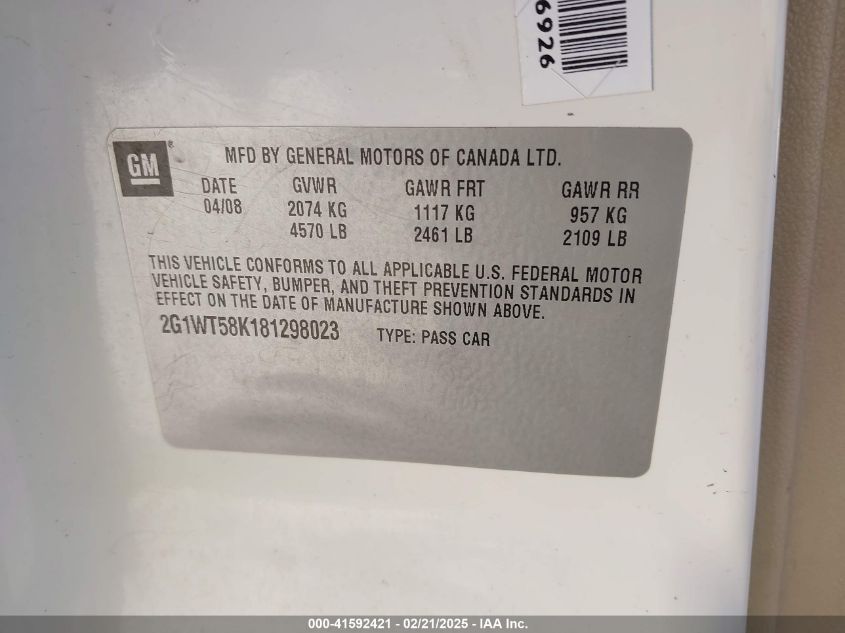 6926
GM®
MFD BY GENERAL MOTORS OF CANADA LTD.
DATE GVWR GAWR FRT GAWR RR
04/08 2074 KG 1117 KG 957 KG
4570 LB 2461 LB 2109 LB
THIS VEHICLE CONFORMS TO ALL APPLICABLE U.S. FEDERAL MOTOR
VEHICLE SAFETY, BUMPER, AND THEFT PREVENTION STANDARDS IN
EFFECT ON THE DATE OF MANUFACTURE SHOWN ABOVE.
2G1WT58K181298023 TYPE: PASS CAR
000-41592421 - 02/21/2025 - IAA Inc.